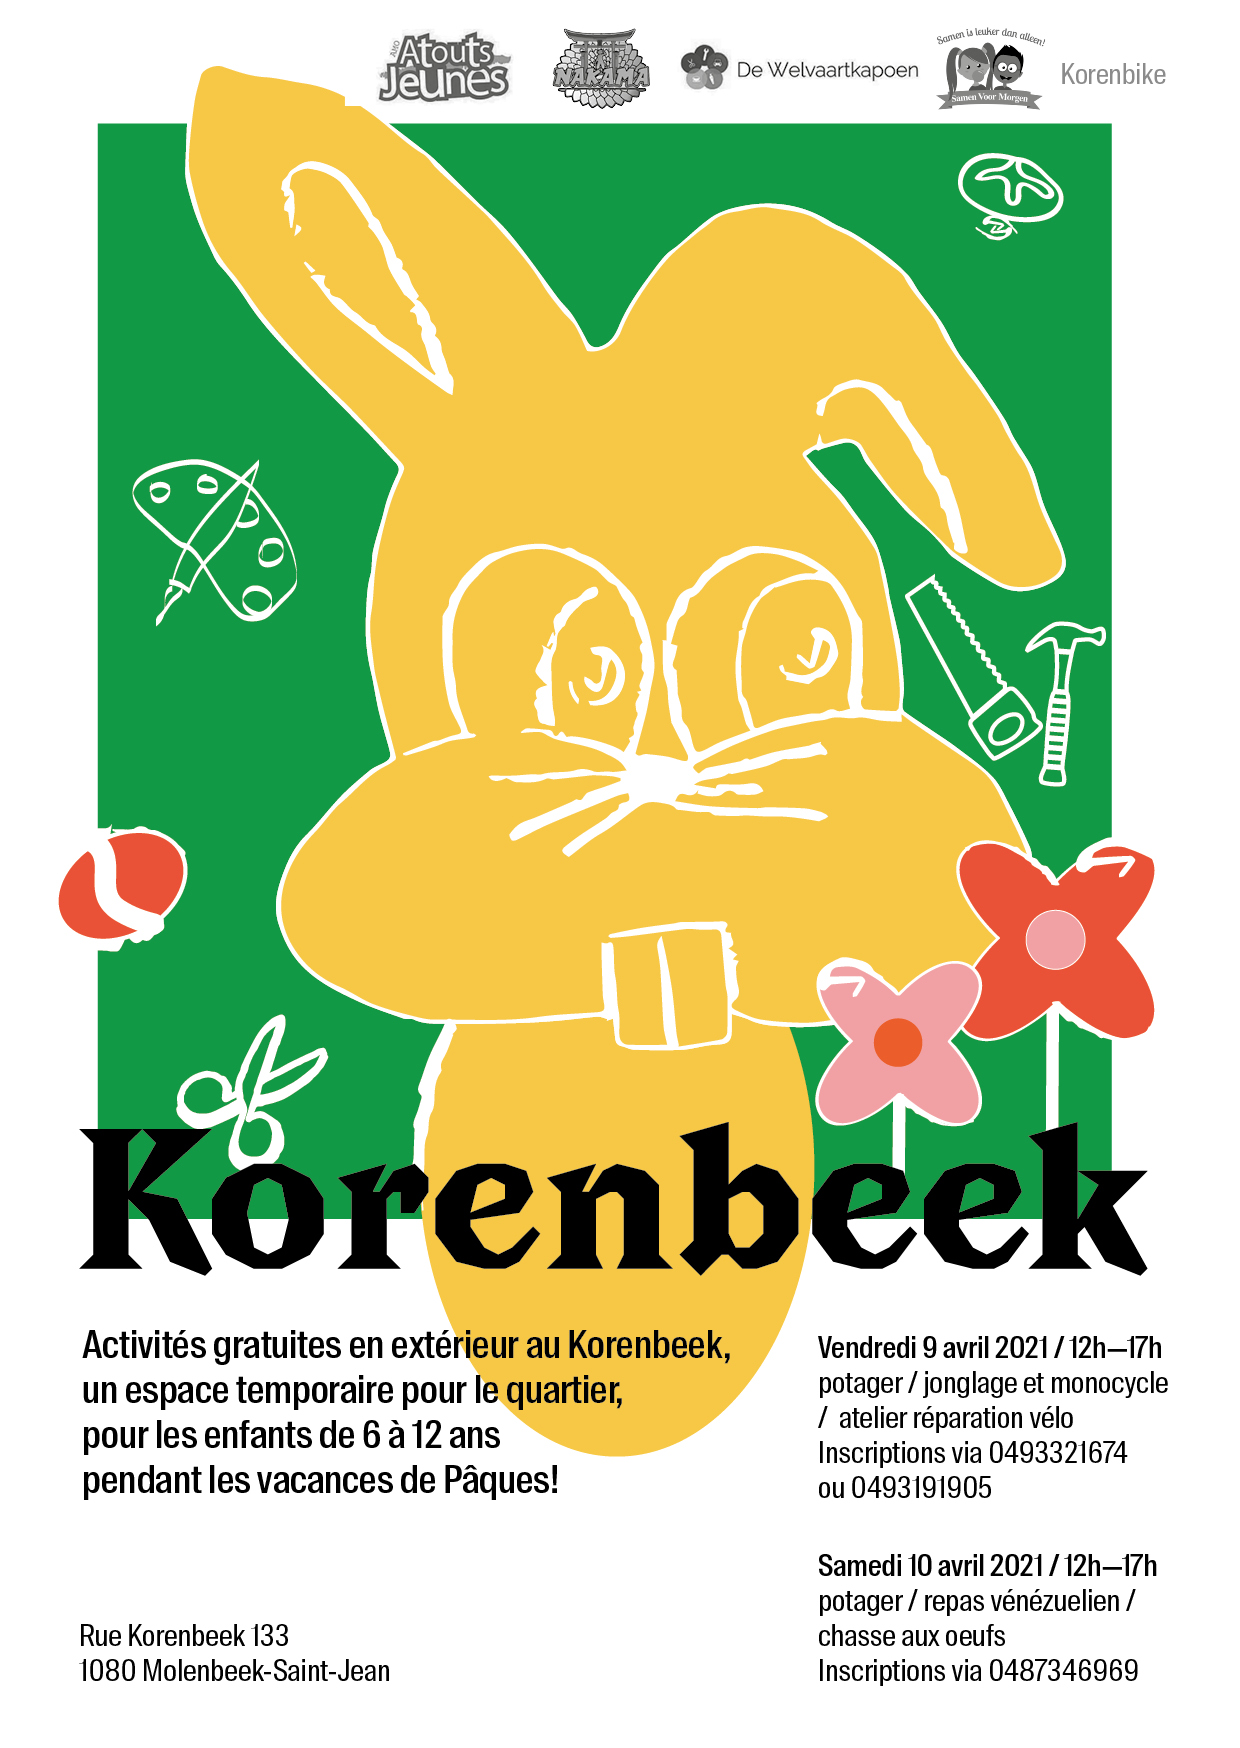 AMO
Atouts
Jeunes
NAKAMA
De Welvaartkapoen
Samen is leuker dan alleen!
Samen Voor Morgen
Korenbike
Korenbeek
Activités gratuites en extérieur au Korenbeek,
un espace temporaire pour le quartier,
pour les enfants de 6 à 12 ans
pendant les vacances de Pâques!
Rue Korenbeek 133
1080 Molenbeek-Saint-Jean
Vendredi 9 avril 2021 / 12h—17h
potager / jonglage et monocycle
/ atelier réparation vélo
Inscriptions via 0493321674
ou 0493191905
Samedi 10 avril 2021 / 12h—17h
potager / repas vénézuelien /
chasse aux oeufs
Inscriptions via 0487346969